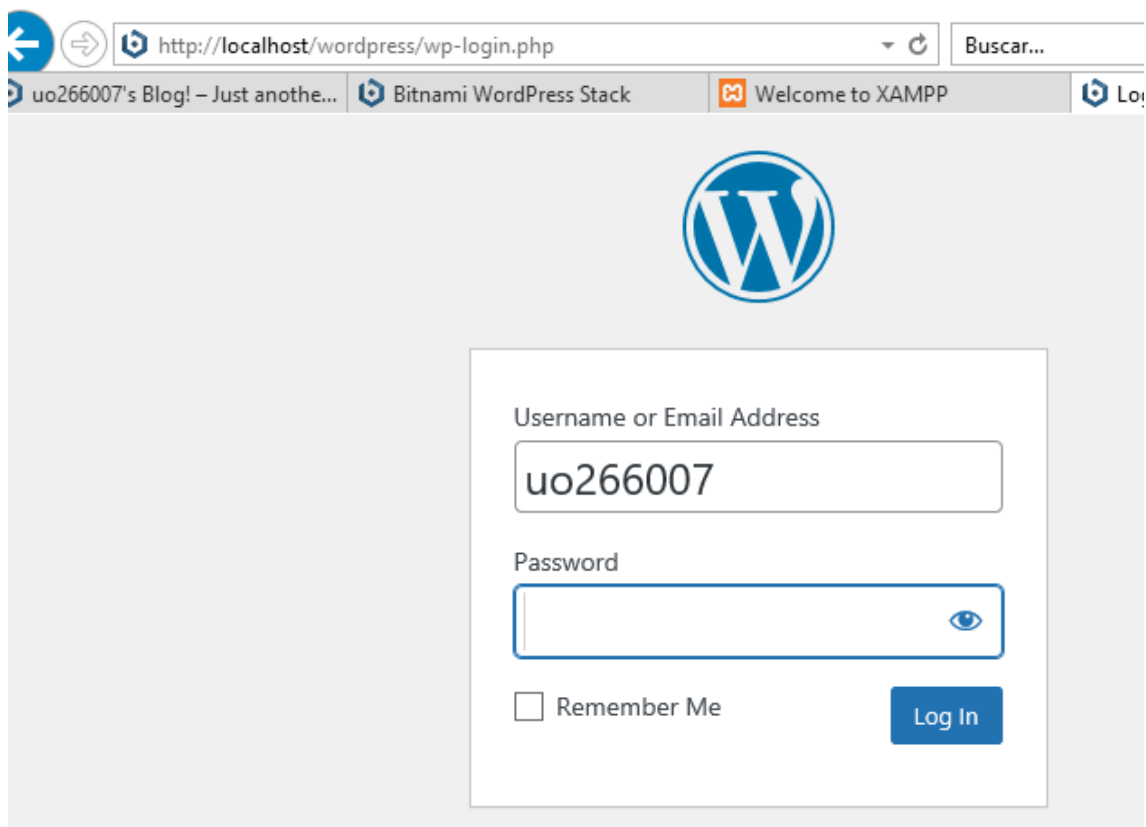 http://localhost/wordpress/wp-login.php Buscar...
uo266007's Blog! – Just anothe... Bitnami WordPress Stack Welcome to XAMPP
Username or Email Address
uo266007
Password
Remember Me
Log In